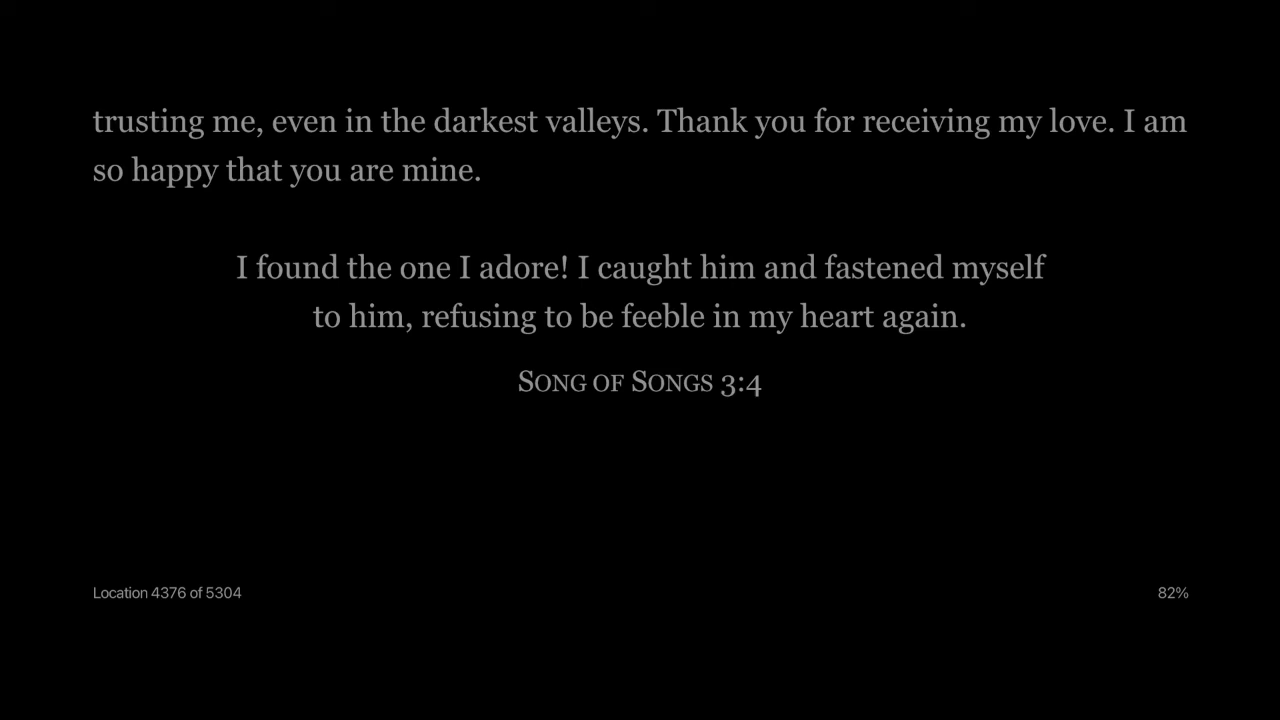 trusting me, even in the darkest valleys. Thank you for receiving my love. I am
so happy that you are mine.
I found the one I adore! I caught him and fastened myself
to him, refusing to be feeble in my heart again.
SONG OF SONGS 3:4
Location 4376 of 5304
82%